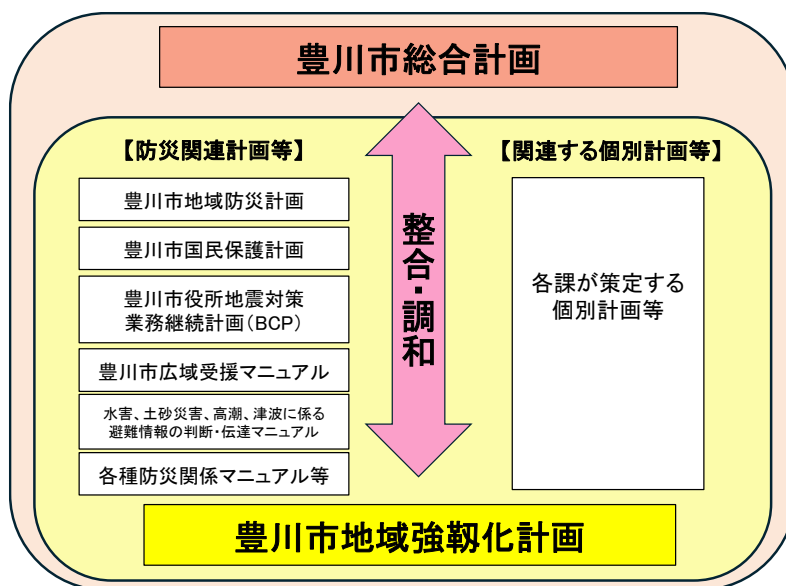 豊川市総合計画
【防災関連計画等】
豊川市地域防災計画
豊川市国民保護計画
豊川市役所地震対策
業務継続計画(BCP)
豊川市広域受援マニュアル
水害、土砂災害、高潮、津波に係る
避難情報の判断・伝達マニュアル
各種防災関係マニュアル等
整合・調和
【関連する個別計画等】
各課が策定する
個別計画等
豊川市地域強靱化計画